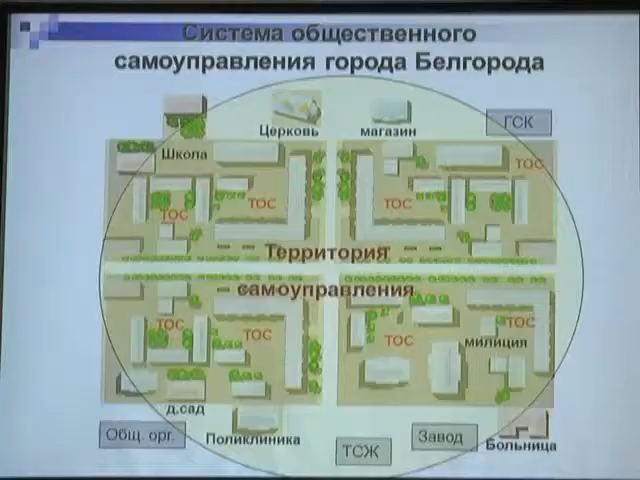 Система общественного
самоуправления города Белгорода
Церковь
магазин
ГСК
Школа
ТОС
ТОС
ТОС
ТОС
Территория
самоуправления
ТОС
ТОС
ТОС
ТОС
милиция
д.сад
Общ. орг.
Поликлиника
ТСЖ
Завод
Больница